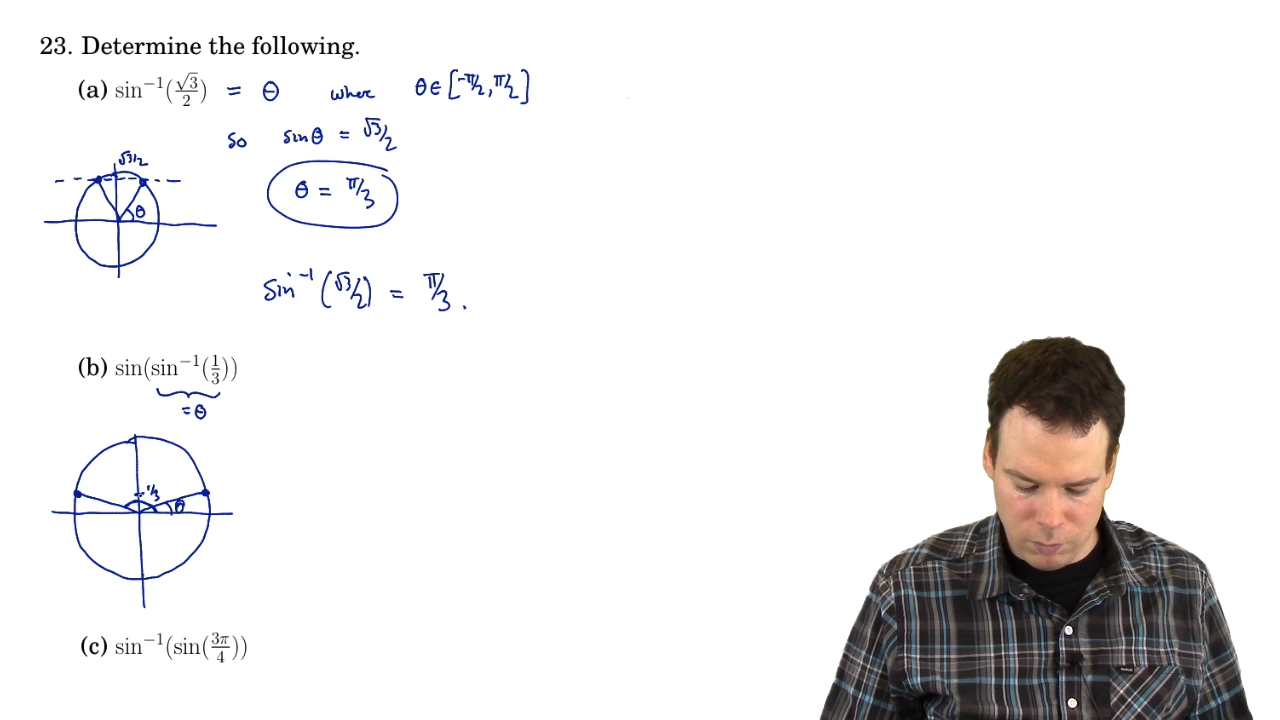 23. Determine the following.
(a) sin⁻¹(√3/2) = θ where θ∈[-π/2, π/2]
so sinθ = √3/2
√3/2
θ = π/3
θ
sin⁻¹(√3/2) = π/3.
(b) sin(sin⁻¹(1/3))
= θ
1/3
θ
(c) sin⁻¹(sin(3π/4))